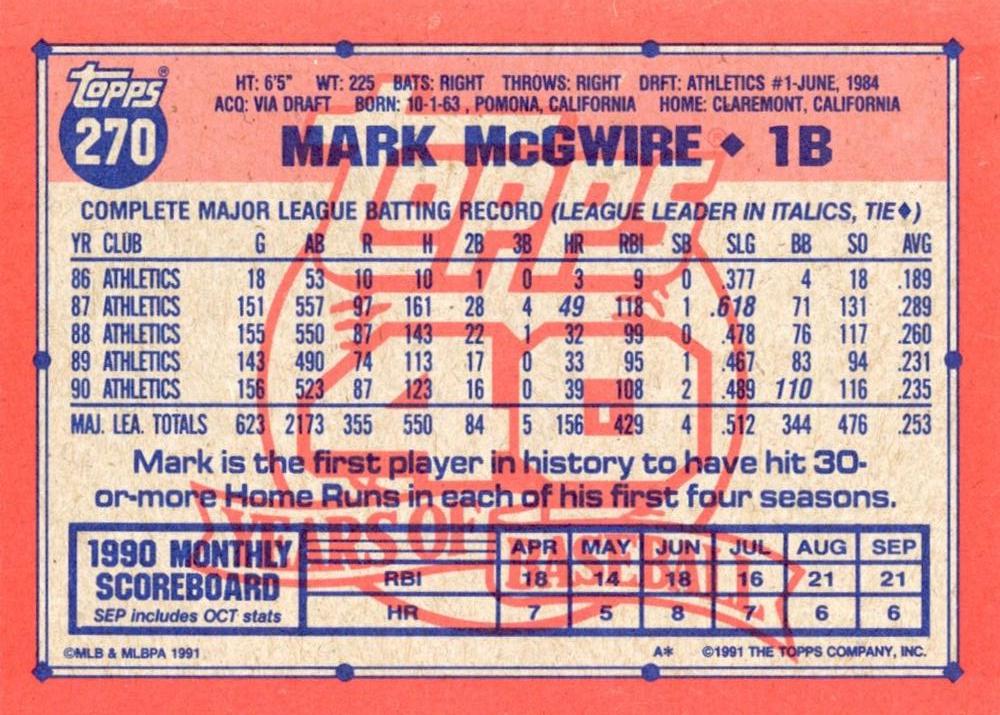 Topps®
270
HT: 6'5" WT: 225 BATS: RIGHT THROWS: RIGHT DRFT: ATHLETICS #1-JUNE, 1984
ACQ: VIA DRAFT BORN: 10-1-63, POMONA, CALIFORNIA HOME: CLAREMONT, CALIFORNIA
MARK McGWIRE ◆ 1B
Topps®
40
YEARS OF
BASEBALL
COMPLETE MAJOR LEAGUE BATTING RECORD (LEAGUE LEADER IN ITALICS, TIE◆)
YR CLUB G AB R H 2B 3B HR RBI SB SLG BB SO AVG
86 ATHLETICS 18 53 10 10 1 0 3 9 0 .377 4 18 .189
87 ATHLETICS 151 557 97 161 28 4 49 118 1 .618 71 131 .289
88 ATHLETICS 155 550 87 143 22 1 32 99 0 .478 76 117 .260
89 ATHLETICS 143 490 74 113 17 0 33 95 1 .467 83 94 .231
90 ATHLETICS 156 523 87 123 16 0 39 108 2 .489 110 116 .235
MAJ. LEA. TOTALS 623 2173 355 550 84 5 156 429 4 .512 344 476 .253
Mark is the first player in history to have hit 30-
or-more Home Runs in each of his first four seasons.
1990 MONTHLY
SCOREBOARD
SEP includes OCT stats
APR MAY JUN JUL AUG SEP
RBI 18 14 18 16 21 21
HR 7 5 8 7 6 6
©MLB & MLBPA 1991 A* ©1991 THE TOPPS COMPANY, INC.